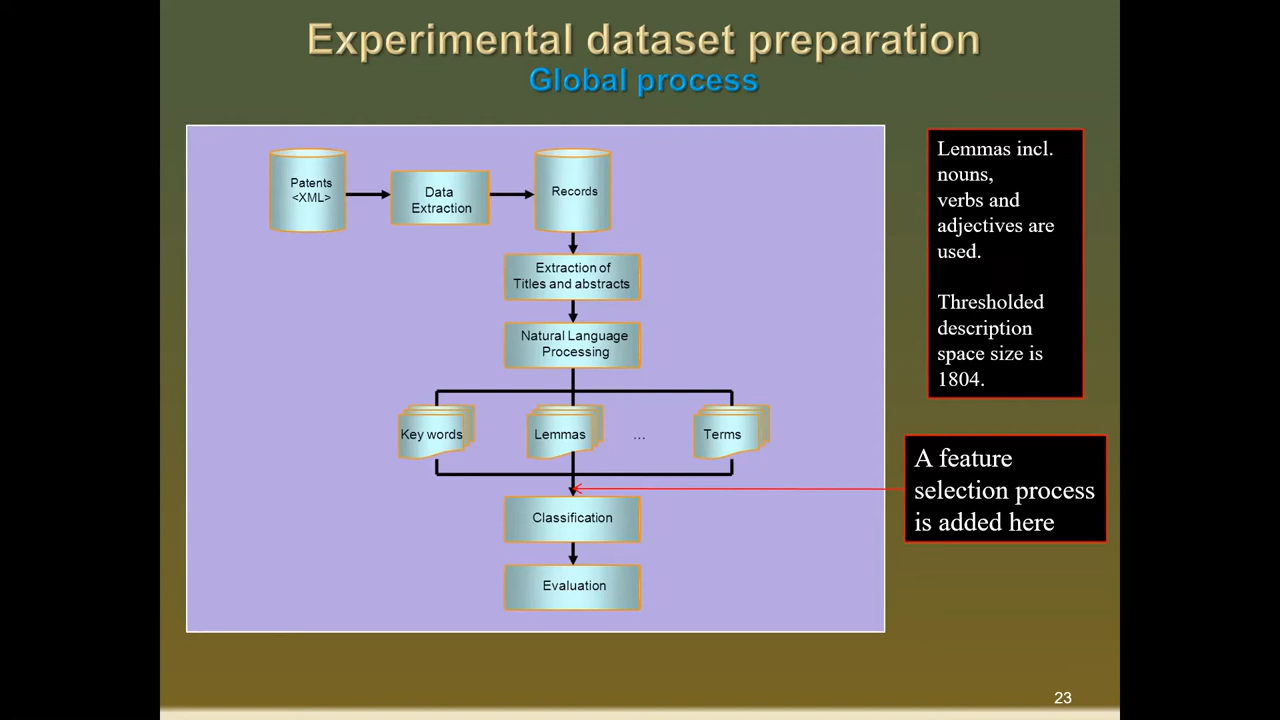 Experimental dataset preparation
Global process
Patents
<XML>
Data
Extraction
Records
Extraction of
Titles and abstracts
Natural Language
Processing
Key words
Lemmas
...
Terms
Classification
Evaluation
Lemmas incl.
nouns,
verbs and
adjectives are
used.
Thresholded
description
space size is
1804.
A feature
selection process
is added here
23